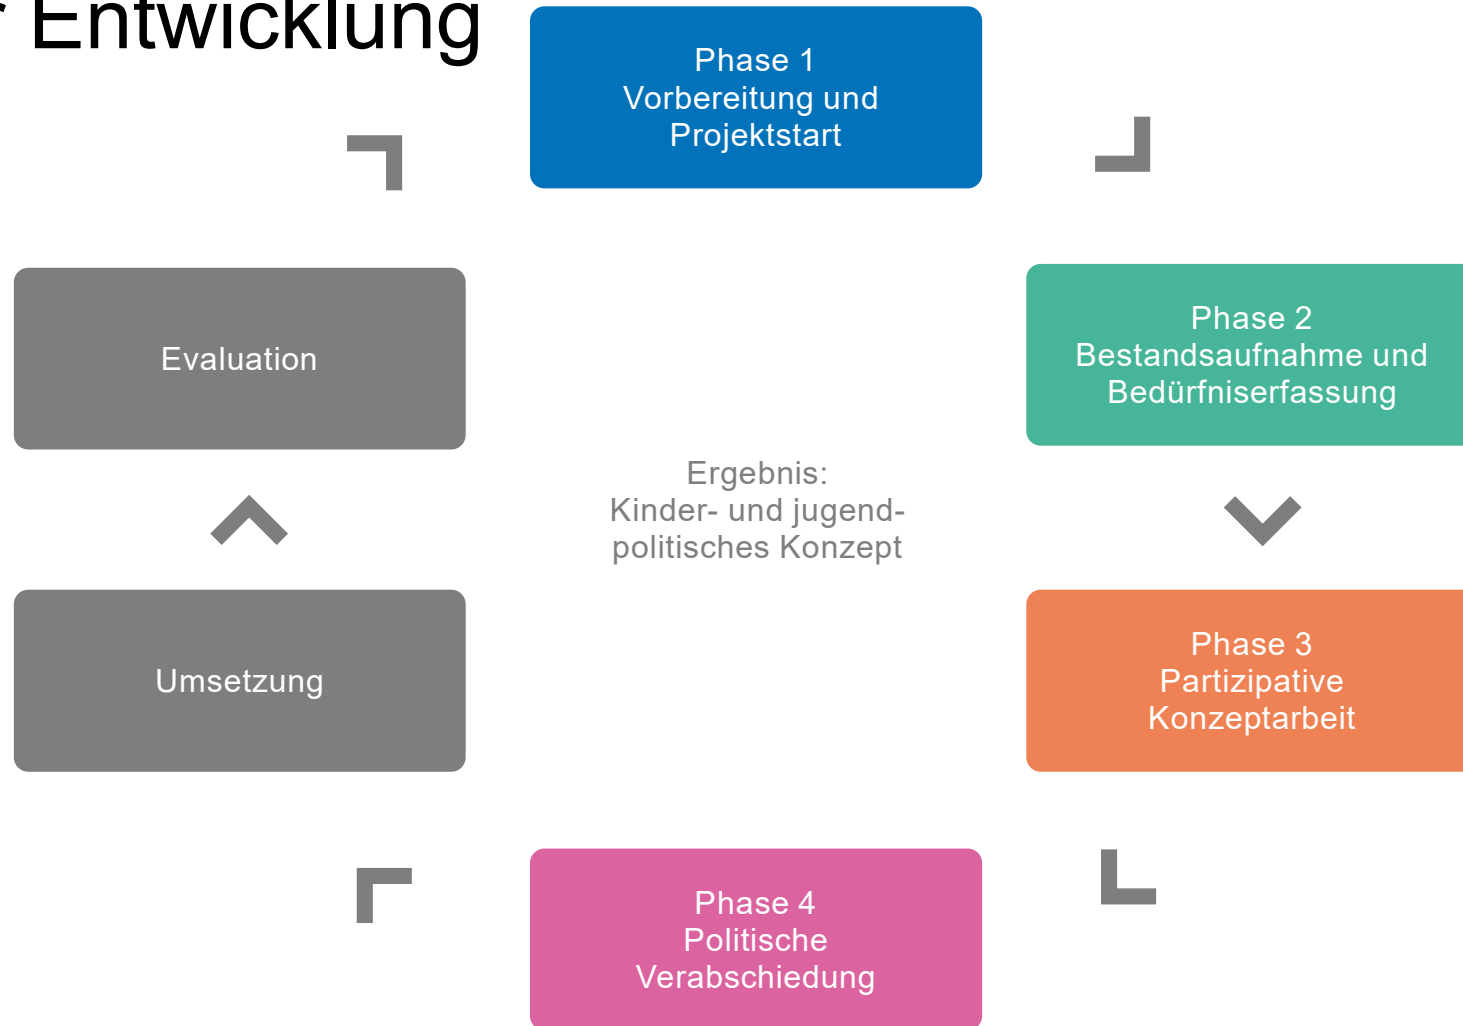 r Entwicklung
Phase 1
Vorbereitung und
Projektstart
Phase 2
Bestandsaufnahme und
Bedürfniserfassung
Phase 3
Partizipative
Konzeptarbeit
Phase 4
Politische
Verabschiedung
Umsetzung
Evaluation
Ergebnis:
Kinder- und jugend-
politisches Konzept